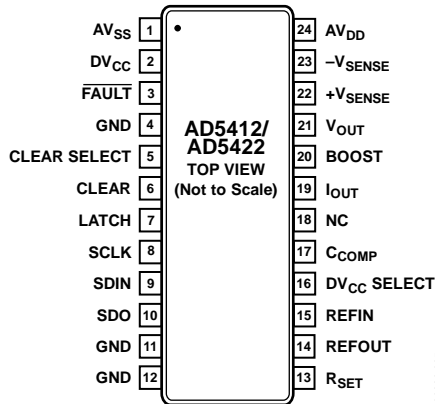 AVSS 1
DVCC 2
FAULT 3
GND 4
CLEAR SELECT 5
CLEAR 6
LATCH 7
SCLK 8
SDIN 9
SDO 10
GND 11
GND 12
AD5412/
AD5422
TOP VIEW
(Not to Scale)
24 AVDD
23 –VSENSE
22 +VSENSE
21 VOUT
20 BOOST
19 IOUT
18 NC
17 CCOMP
16 DVCC SELECT
15 REFIN
14 REFOUT
13 RSET